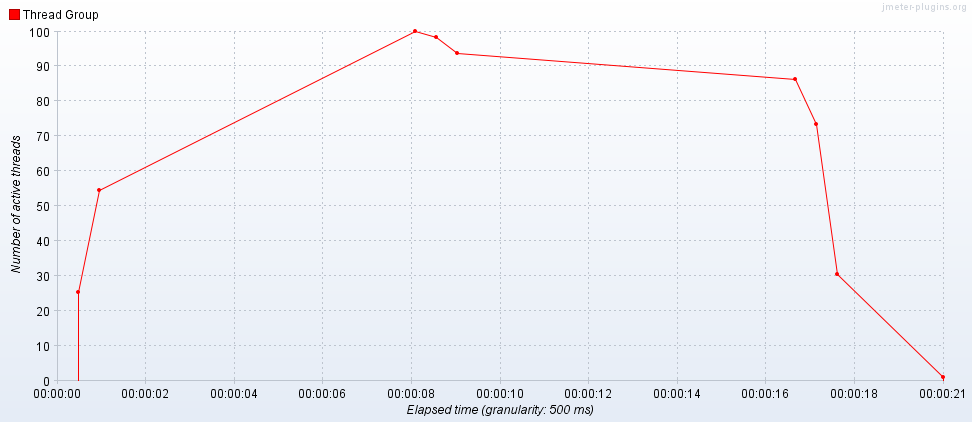 jmeter-plugins.org
Thread Group
100
90
80
70
60
50
40
30
20
10
0
Number of active threads
00:00:00 00:00:02 00:00:04 00:00:06 00:00:08 00:00:10 00:00:12 00:00:14 00:00:16 00:00:18 00:00:21
Elapsed time (granularity: 500 ms)